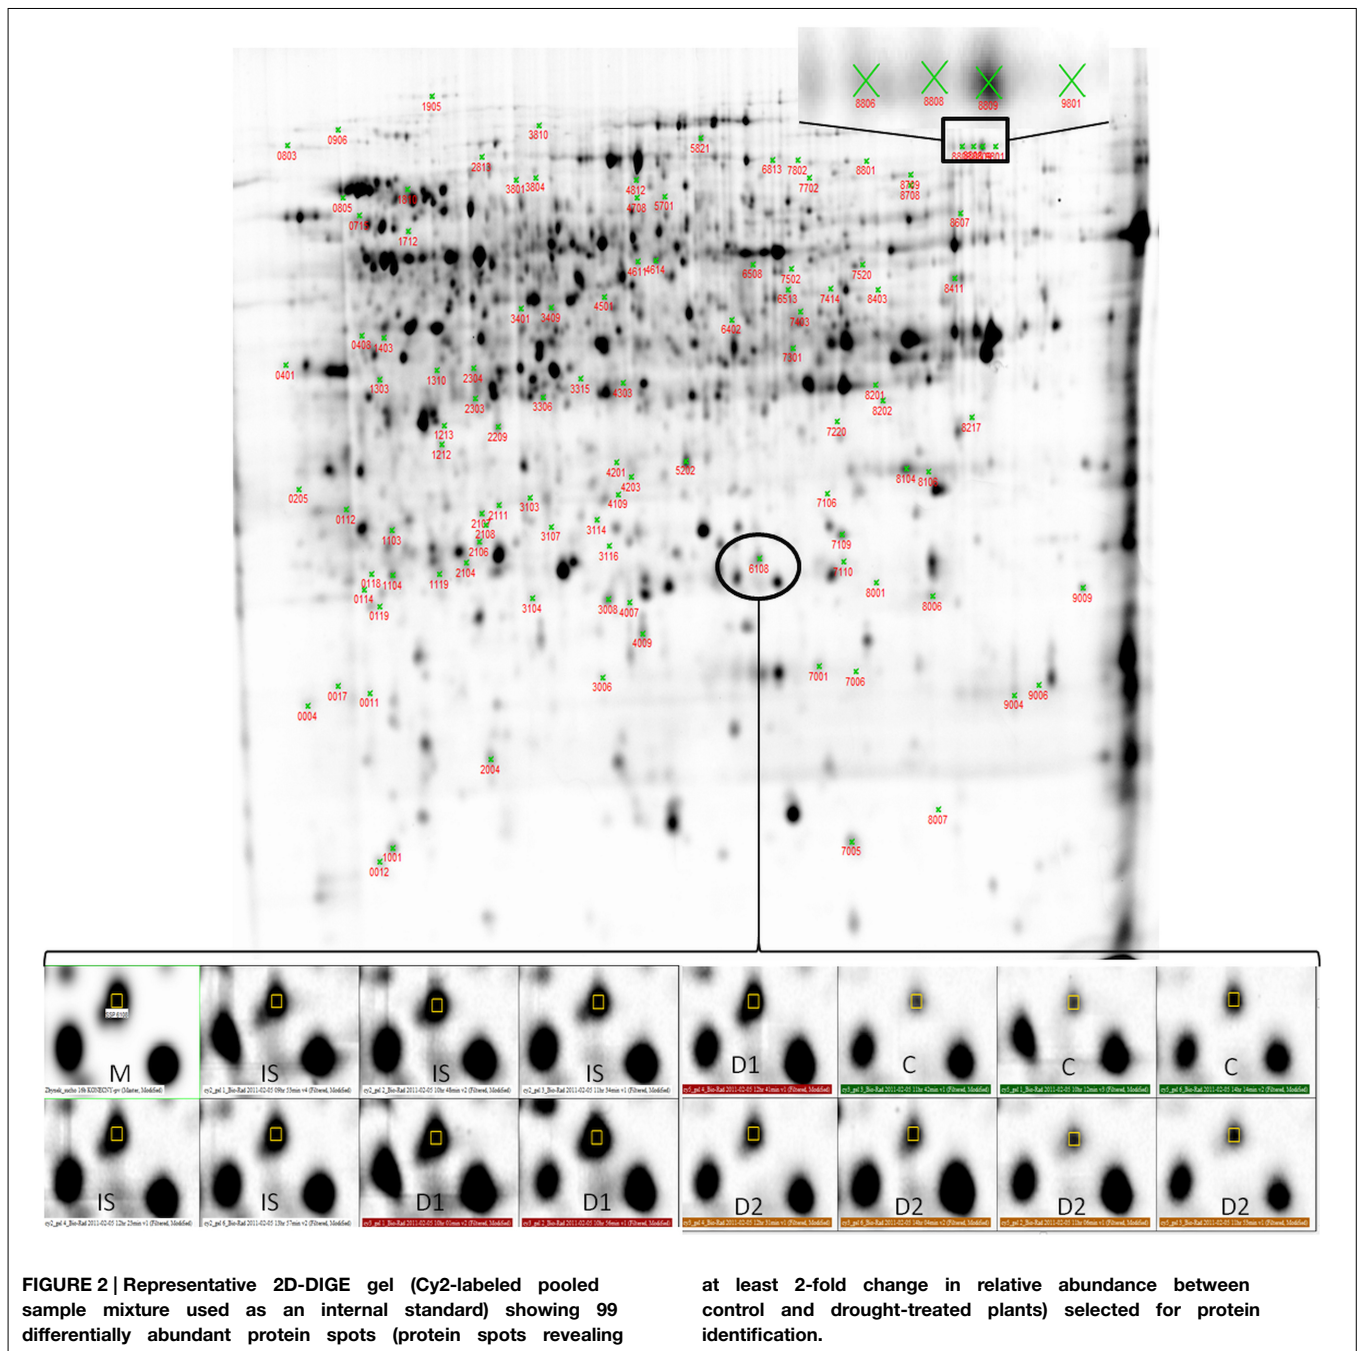 8806 8808 8809 9801
1905
0906 3810
0803 5821
2813 6813 7802 8801
3801 3804 4812 7702 8709
8708
0805 4708 5701
1712 8607
4611 4614 6508 7502 7520
8411
6513 7414 8403
4501
3401 3409 7403
6402
0408 1403 7301
0401 1310 2304
1303 3315 4303 8201
2303 3306 8202
1213 2209 7220 8217
1212
4201 5202
4203 8104 8106
0205 4109 7106
0112 3103
2107 2111
1103 2108 3107 3114 7109
2106 3116
2104 6108 7110
0118 1104 1119
0114 8001 9009
0119 3104 3008 4007 8006
4009
3006 7001 7006
0017 0011 9006
0004 9004
2004
8007
1001 7005
0012
M IS IS IS D1 C C C
IS IS D1 D1 D2 D2 D2 D2
FIGURE 2 | Representative 2D-DIGE gel (Cy2-labeled pooled
sample mixture used as an internal standard) showing 99
differentially abundant protein spots (protein spots revealing
at least 2-fold change in relative abundance between
control and drought-treated plants) selected for protein
identification.